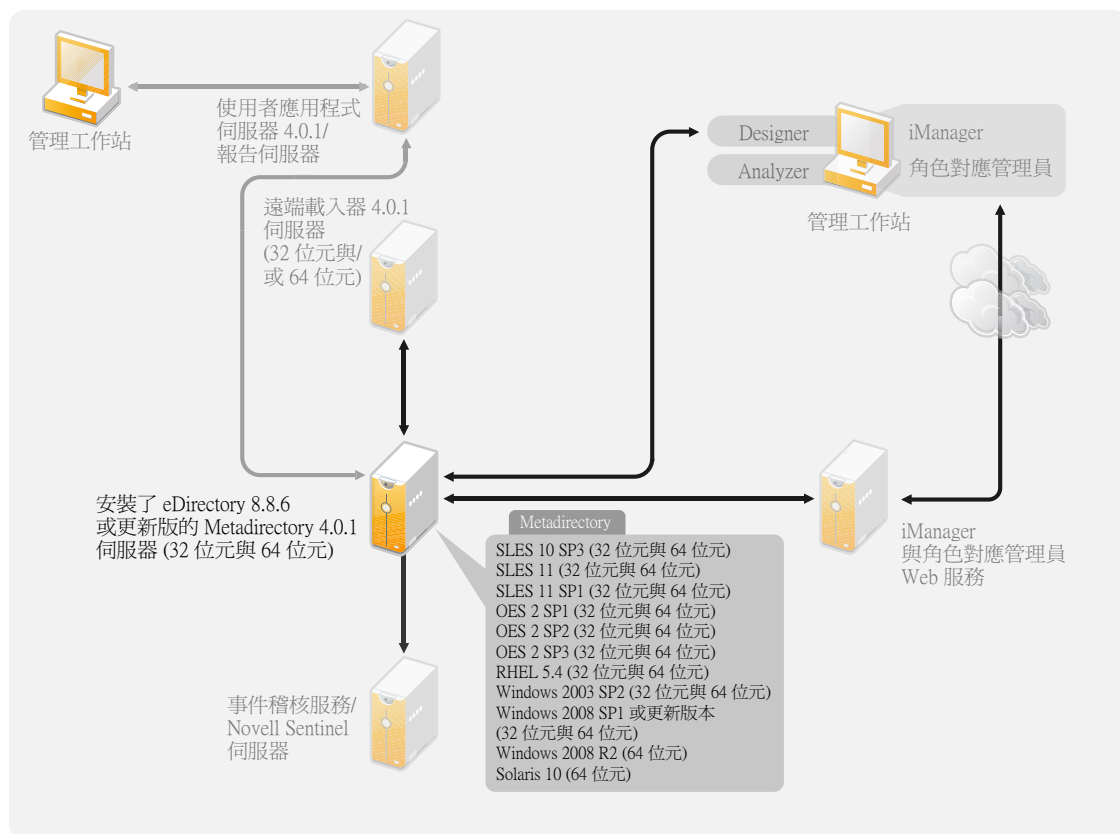 管理工作站
使用者應用程式
伺服器 4.0.1/
報告伺服器
遠端載入器 4.0.1
伺服器
(32 位元與/
或 64 位元)
Designer
Analyzer
iManager
角色對應管理員
管理工作站
安裝了 eDirectory 8.8.6
或更新版的 Metadirectory 4.0.1
伺服器 (32 位元與 64 位元)
Metadirectory
SLES 10 SP3 (32 位元與 64 位元)
SLES 11 (32 位元與 64 位元)
SLES 11 SP1 (32 位元與 64 位元)
OES 2 SP1 (32 位元與 64 位元)
OES 2 SP2 (32 位元與 64 位元)
OES 2 SP3 (32 位元與 64 位元)
RHEL 5.4 (32 位元與 64 位元)
Windows 2003 SP2 (32 位元與 64 位元)
Windows 2008 SP1 或更新版本
(32 位元與 64 位元)
Windows 2008 R2 (64 位元)
Solaris 10 (64 位元)
iManager
與角色對應管理員
Web 服務
事件稽核服務/
Novell Sentinel
伺服器